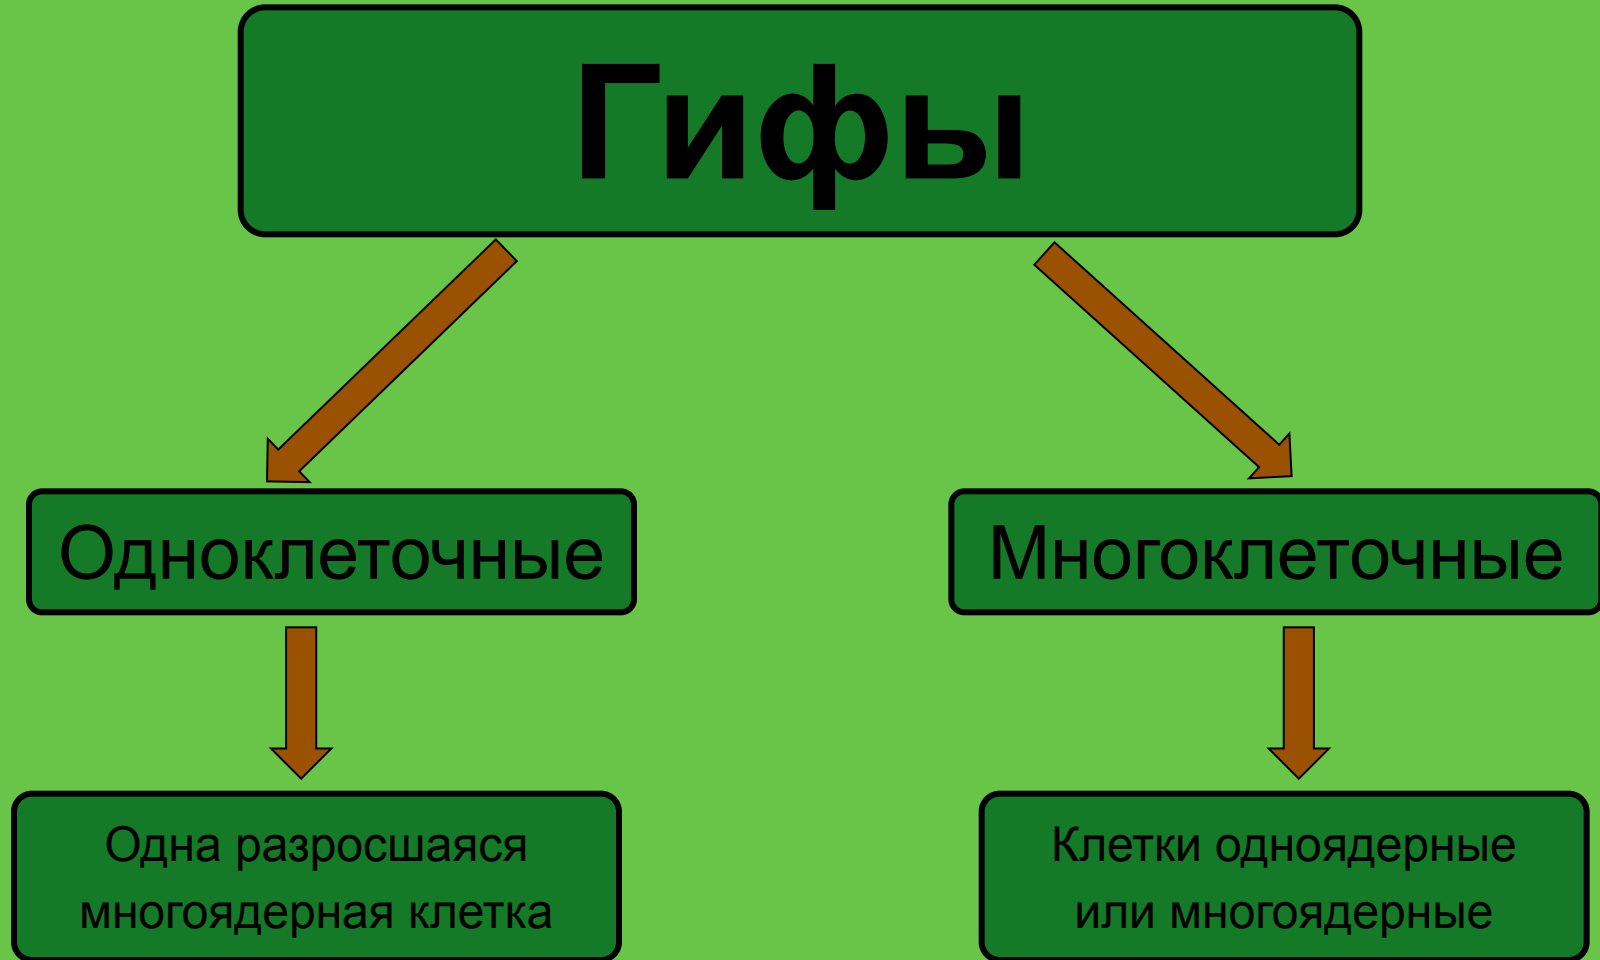 Гифы
Одноклеточные
Многоклеточные
Одна разросшаяся
многоядерная клетка
Клетки одноядерные
или многоядерные